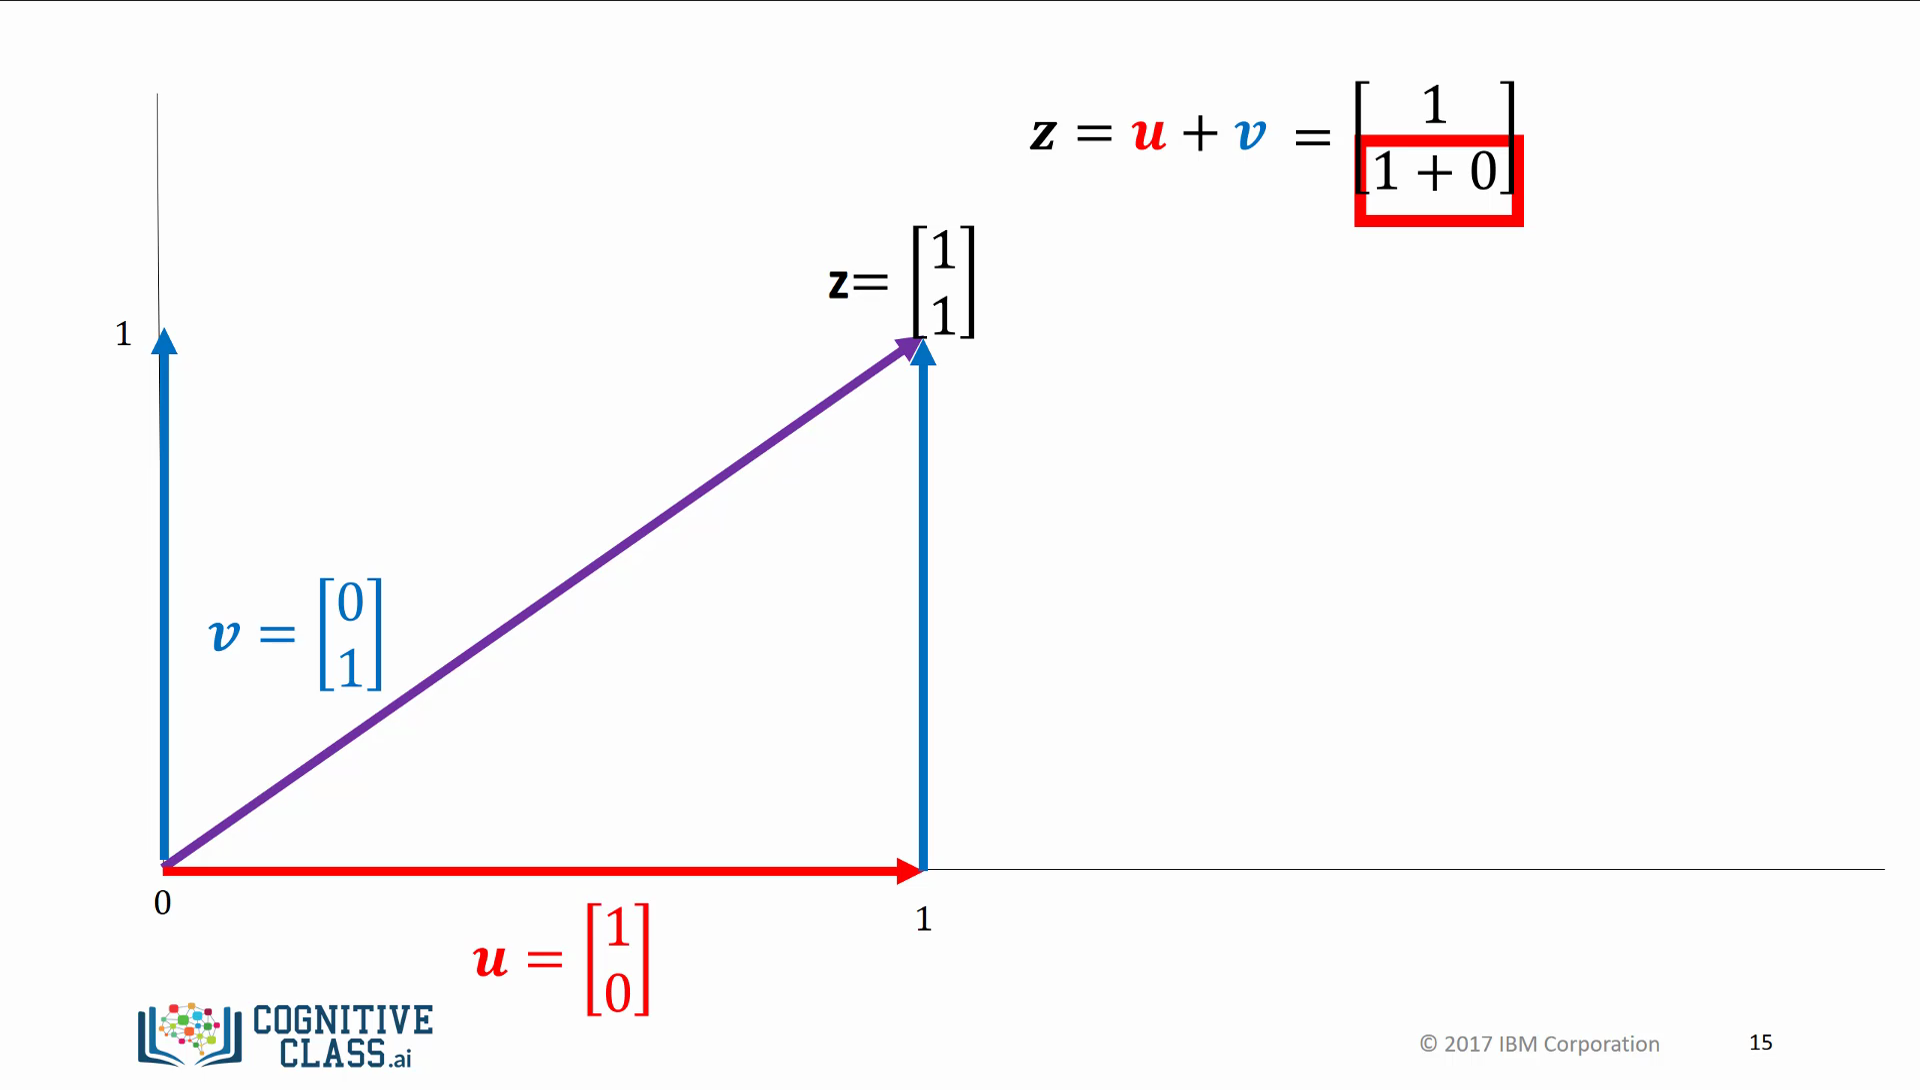 z = u + v = [1
1 + 0]
z= [1
1]
1
v = [0
1]
0
1
u = [1
0]
COGNITIVE
CLASS.ai
© 2017 IBM Corporation
15